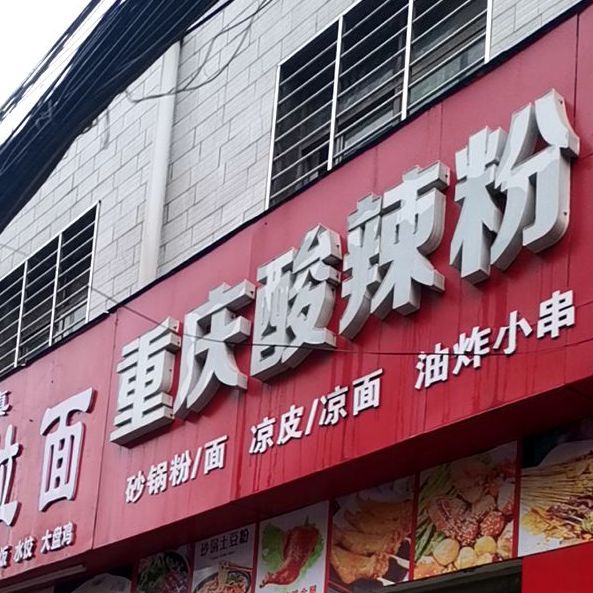 重庆酸辣粉
砂锅粉/面 凉皮/凉面 油炸小串
面
水饺 大盘鸡
砂锅土豆粉